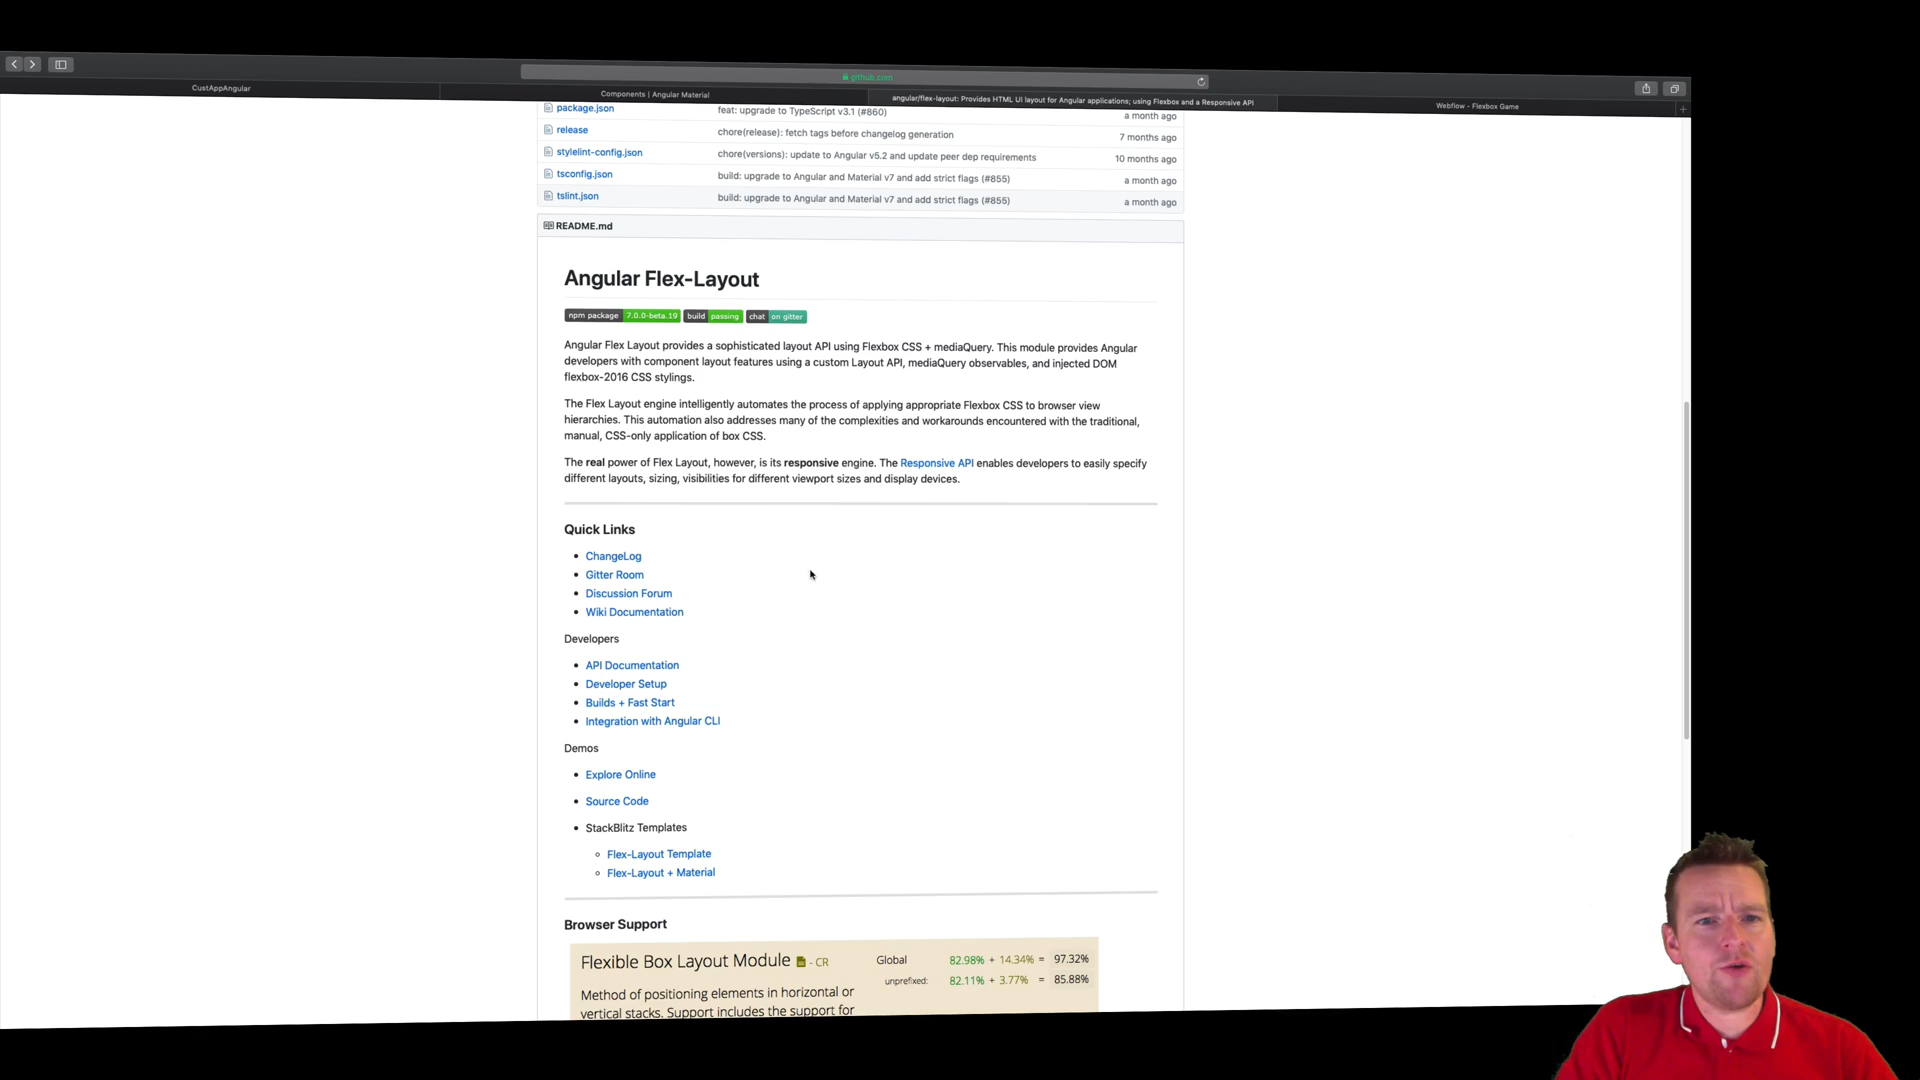 github.com
CustAppAngular
Components | Angular Material
angular/flex-layout: Provides HTML UI layout for Angular applications; using Flexbox and a Responsive API
Webflow - Flexbox Game
package.json feat: upgrade to TypeScript v3.1 (#860) a month ago
release chore(release): fetch tags before changelog generation 7 months ago
stylelint-config.json chore(versions): update to Angular v5.2 and update peer dep requirements 10 months ago
tsconfig.json build: upgrade to Angular and Material v7 and add strict flags (#855) a month ago
tslint.json build: upgrade to Angular and Material v7 and add strict flags (#855) a month ago
README.md
Angular Flex-Layout
npm package 7.0.0-beta.19 build passing chat on gitter
Angular Flex Layout provides a sophisticated layout API using Flexbox CSS + mediaQuery. This module provides Angular
developers with component layout features using a custom Layout API, mediaQuery observables, and injected DOM
flexbox-2016 CSS stylings.
The Flex Layout engine intelligently automates the process of applying appropriate Flexbox CSS to browser view
hierarchies. This automation also addresses many of the complexities and workarounds encountered with the traditional,
manual, CSS-only application of box CSS.
The real power of Flex Layout, however, is its responsive engine. The Responsive API enables developers to easily specify
different layouts, sizing, visibilities for different viewport sizes and display devices.
Quick Links
• ChangeLog
• Gitter Room
• Discussion Forum
• Wiki Documentation
Developers
• API Documentation
• Developer Setup
• Builds + Fast Start
• Integration with Angular CLI
Demos
• Explore Online
• Source Code
• StackBlitz Templates
◦ Flex-Layout Template
◦ Flex-Layout + Material
Browser Support
Flexible Box Layout Module - CR Global 82.98% + 14.34% = 97.32%
unprefixed: 82.11% + 3.77% = 85.88%
Method of positioning elements in horizontal or
vertical stacks. Support includes the support for